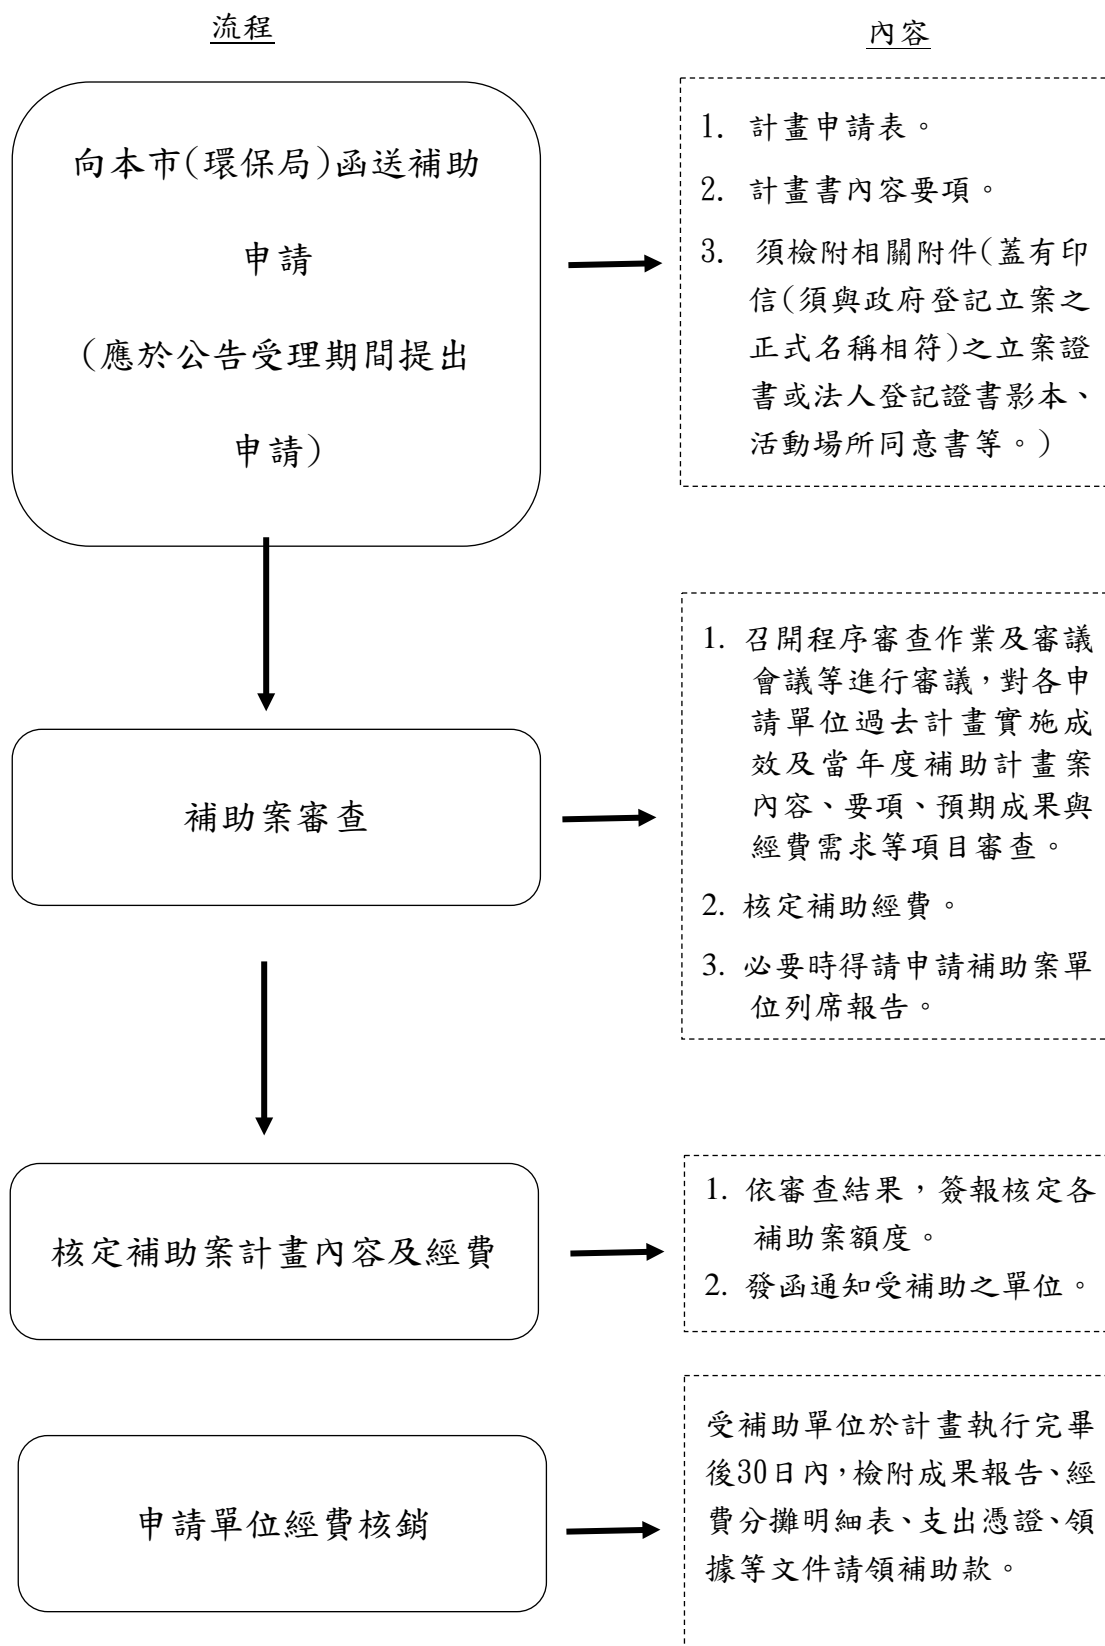 流程
內容
向本市(環保局)函送補助
申請
(應於公告受理期間提出
申請)
1. 計畫申請表。
2. 計畫書內容要項。
3. 須檢附相關附件(蓋有印
信(須與政府登記立案之
正式名稱相符)之立案證
書或法人登記證書影本、
活動場所同意書等。)
補助案審查
1. 召開程序審查作業及審議
會議等進行審議,對各申
請單位過去計畫實施成
效及當年度補助計畫案
內容、要項、預期成果與
經費需求等項目審查。
2. 核定補助經費。
3. 必要時得請申請補助案單
位列席報告。
核定補助案計畫內容及經費
1. 依審查結果,簽報核定各
補助案額度。
2. 發函通知受補助之單位。
申請單位經費核銷
受補助單位於計畫執行完畢
後30日內,檢附成果報告、經
費分攤明細表、支出憑證、領
據等文件請領補助款。